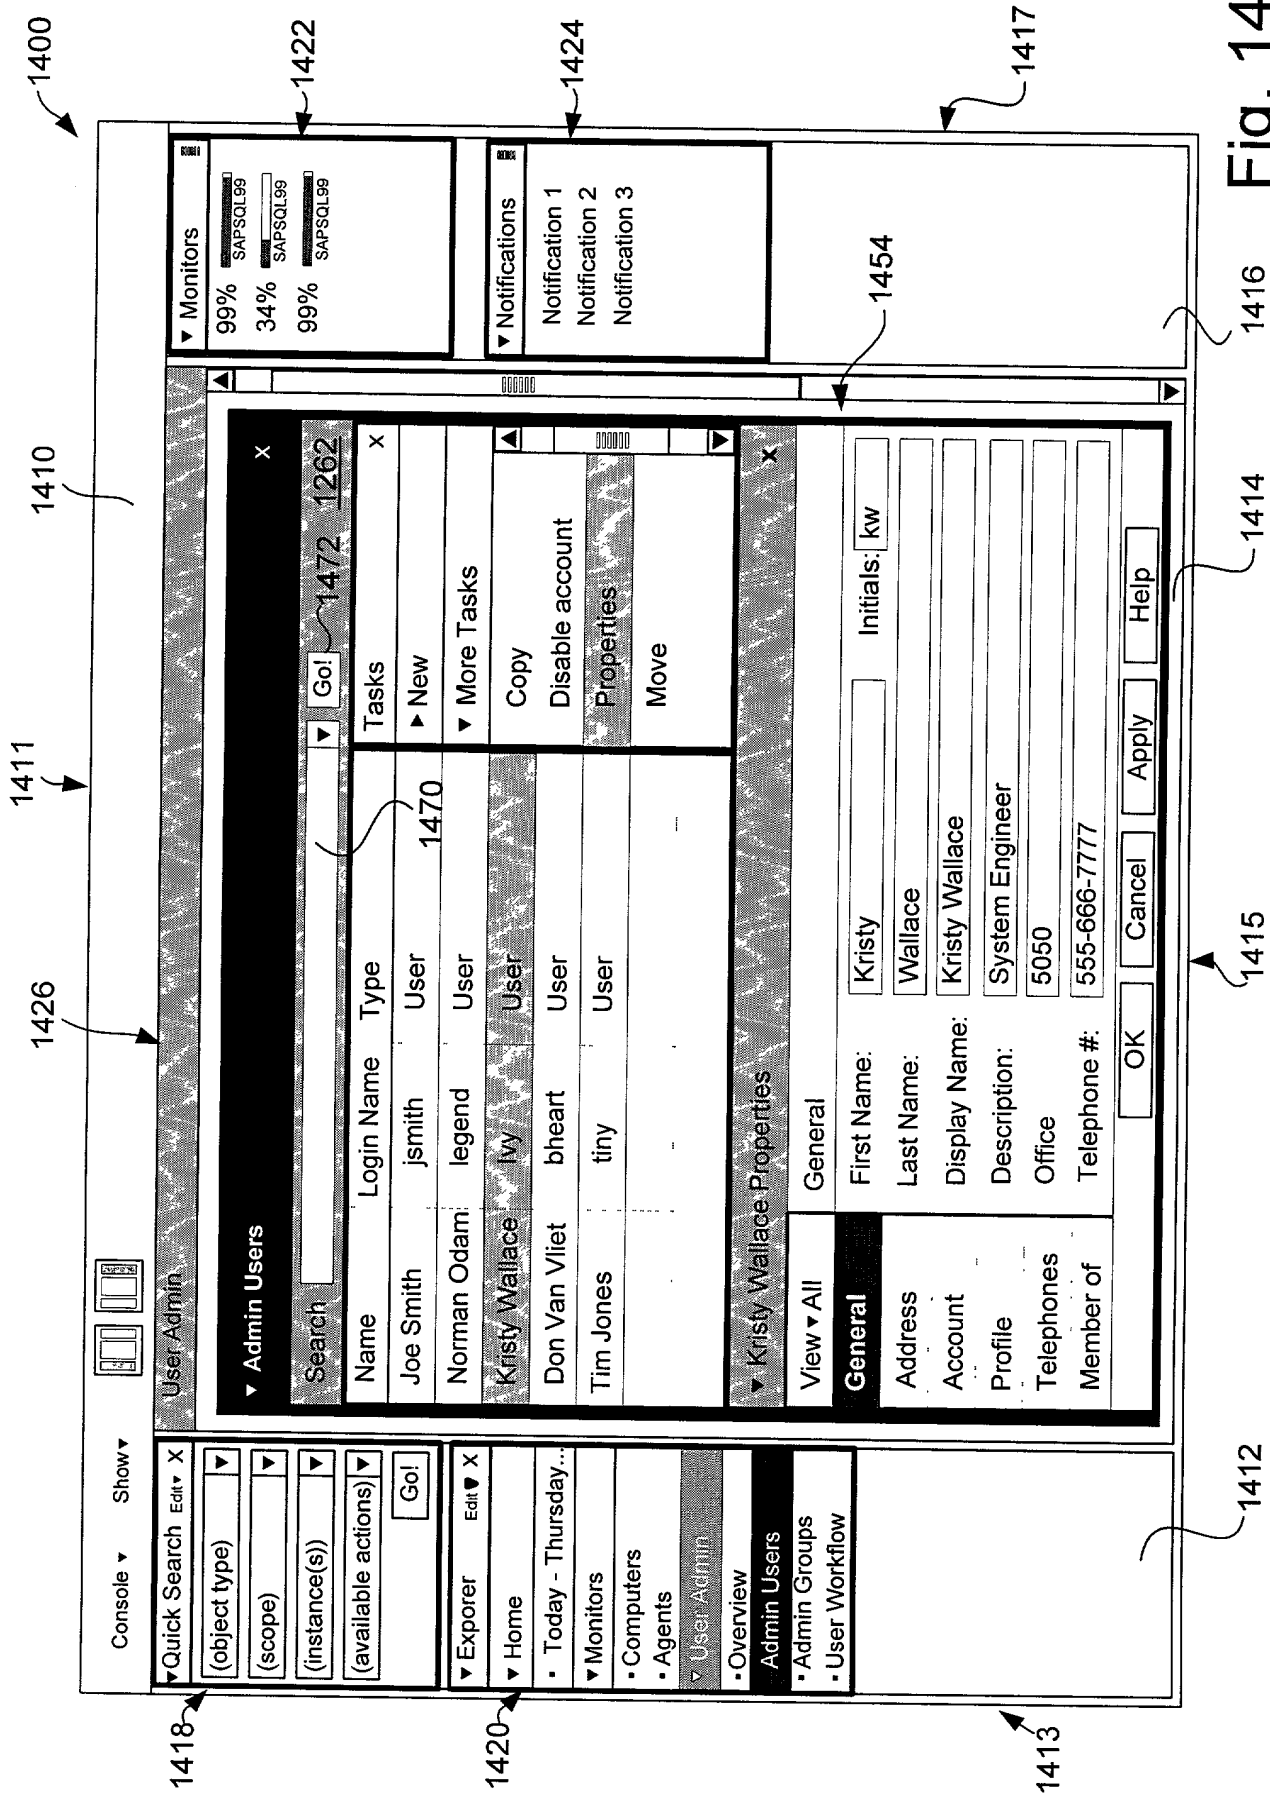 1400
1410
1411
1426
Console ▾ Show▾
▾Quick Search Edit▾ X
(object type)
(scope)
(instance(s))
(available actions)
Go!
1418
▾ Exporer Edit X
▾ Home
▪ Today - Thursday...
▾Monitors
▪ Computers
▪ Agents
▽ User Admin
▪ Overview
Admin Users
▪ Admin Groups
▪ User Workflow
1420
1413
1412
User Admin
▾ Admin Users X
Search Go! 1472 1262
Name Login Name Type
Joe Smith jsmith User
Norman Odam legend User
Kristy Wallace Ivy User
Don Van Vliet bheart User
Tim Jones tiny User
1470
Tasks X
▸ New
▾ More Tasks
Copy
Disable account
Properties
Move
▾ Kristy Wallace Properties X
View ▾ All General
General
Address
Account
Profile
Telephones
Member of
First Name: Kristy Initials: kw
Last Name: Wallace
Display Name: Kristy Wallace
Description: System Engineer
Office 5050
Telephone #: 555-666-7777
OK Cancel Apply Help
1415
1414
1454
▾ Monitors
99% SAPSQL99
34% SAPSQL99
99% SAPSQL99
1422
▾ Notifications
Notification 1
Notification 2
Notification 3
1424
1416
1417
Fig. 14